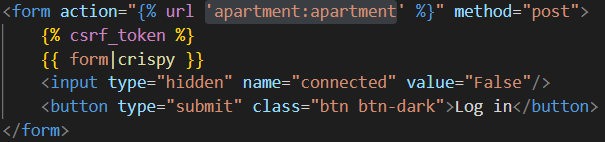 <form action="{% url 'apartment:apartment' %}" method="post">
{% csrf_token %}
{{ form|crispy }}
<input type="hidden" name="connected" value="False"/>
<button type="submit" class="btn btn-dark">Log in</button>
</form>